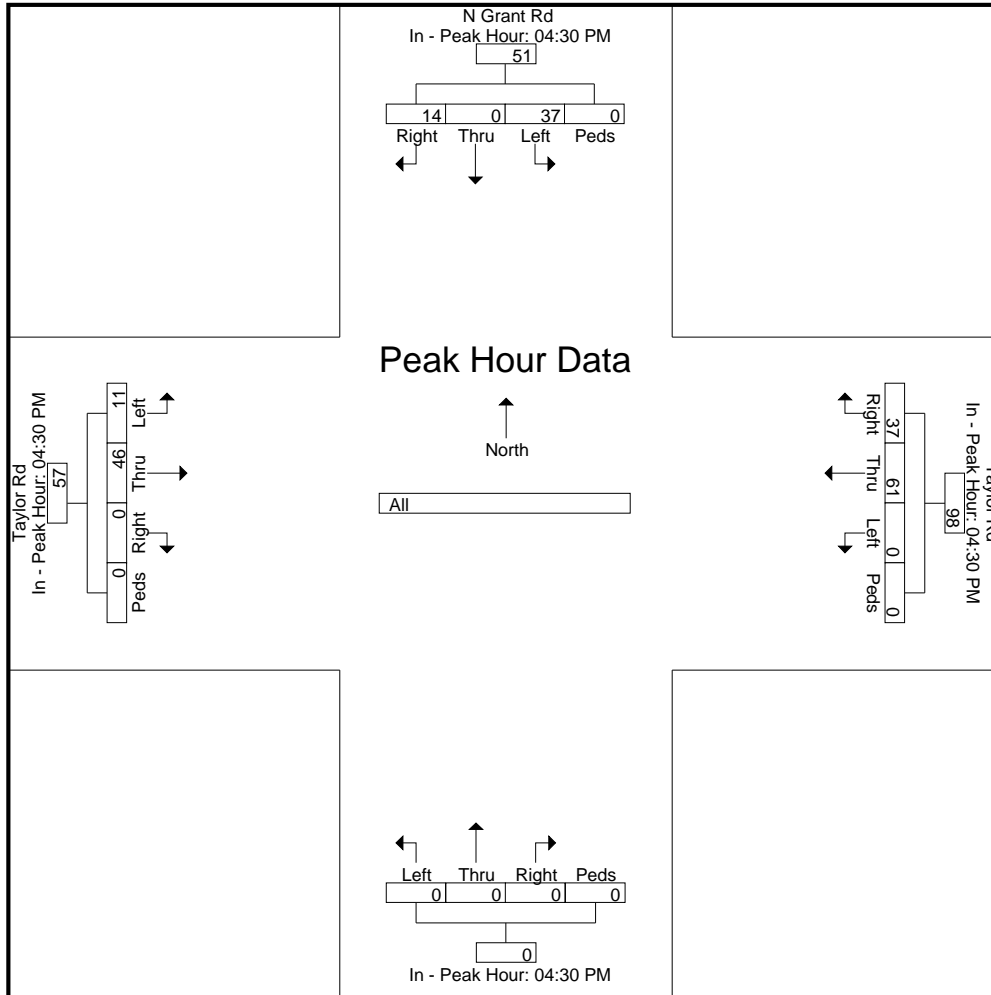 N Grant Rd
In - Peak Hour: 04:30 PM
51
14 0 37 0
Right Thru Left Peds
Peak Hour Data
North
All
Taylor Rd
In - Peak Hour: 04:30 PM
57
11 46 0 0
Left Thru Right Peds
Taylor Rd
In - Peak Hour: 04:30 PM
98
37 61 0 0
Right Thru Left Peds
Left Thru Right Peds
0 0 0 0
0
In - Peak Hour: 04:30 PM